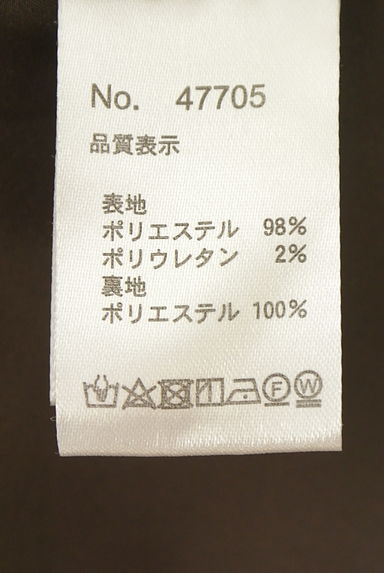 No. 47705
品質表示
表地
ポリエステル 98%
ポリウレタン 2%
裏地
ポリエステル 100%
F W